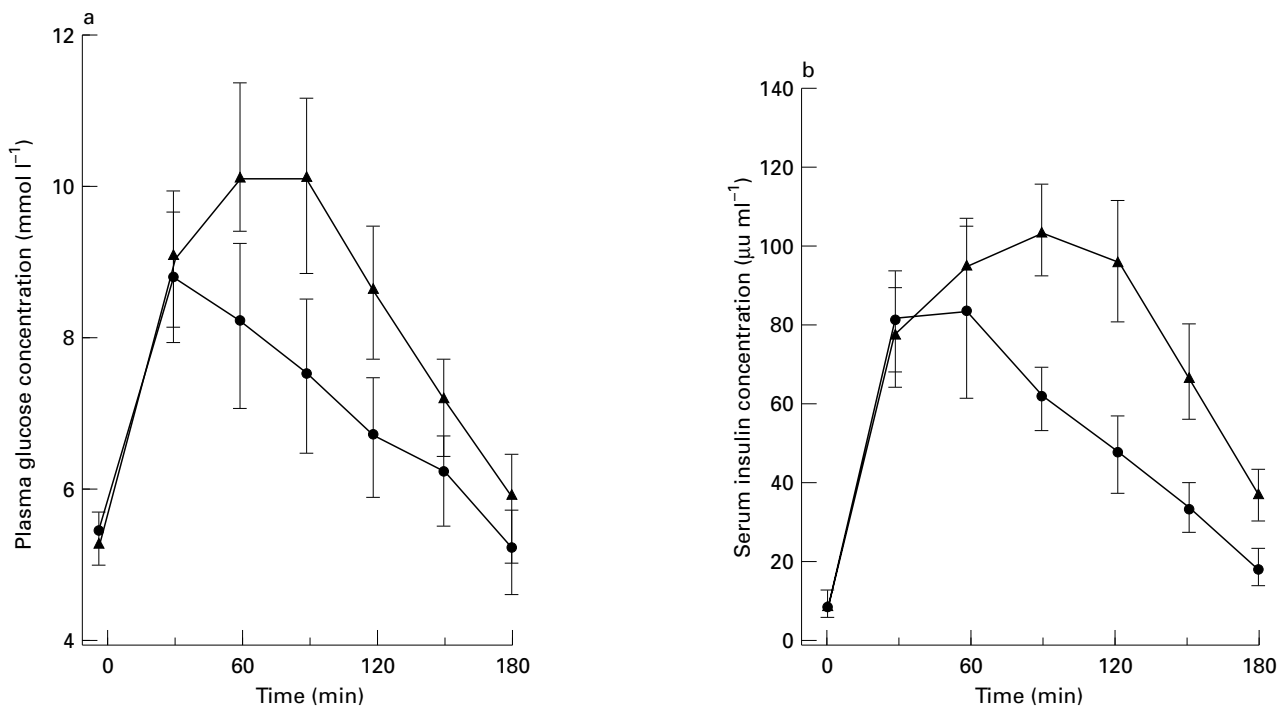 a
12
10
8
6
4
Plasma glucose concentration (mmol l⁻¹)
0 60 120 180
Time (min)
b
140
120
100
80
60
40
20
0
Serum insulin concentration (μu ml⁻¹)
0 60 120 180
Time (min)